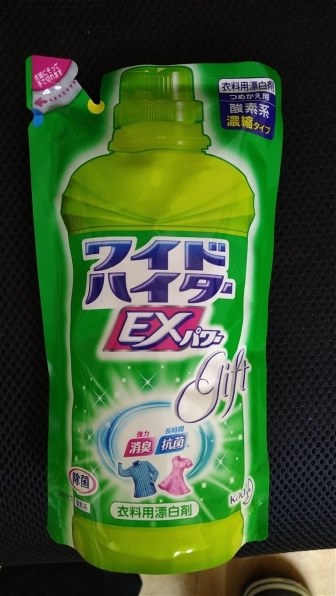 衣料用漂白剤
つめかえ用
酸素系
濃縮タイプ
ワイド
ハイター
EXパワー
Gift
強力
消臭
長時間
抗菌
除菌
衣料用漂白剤
Kao